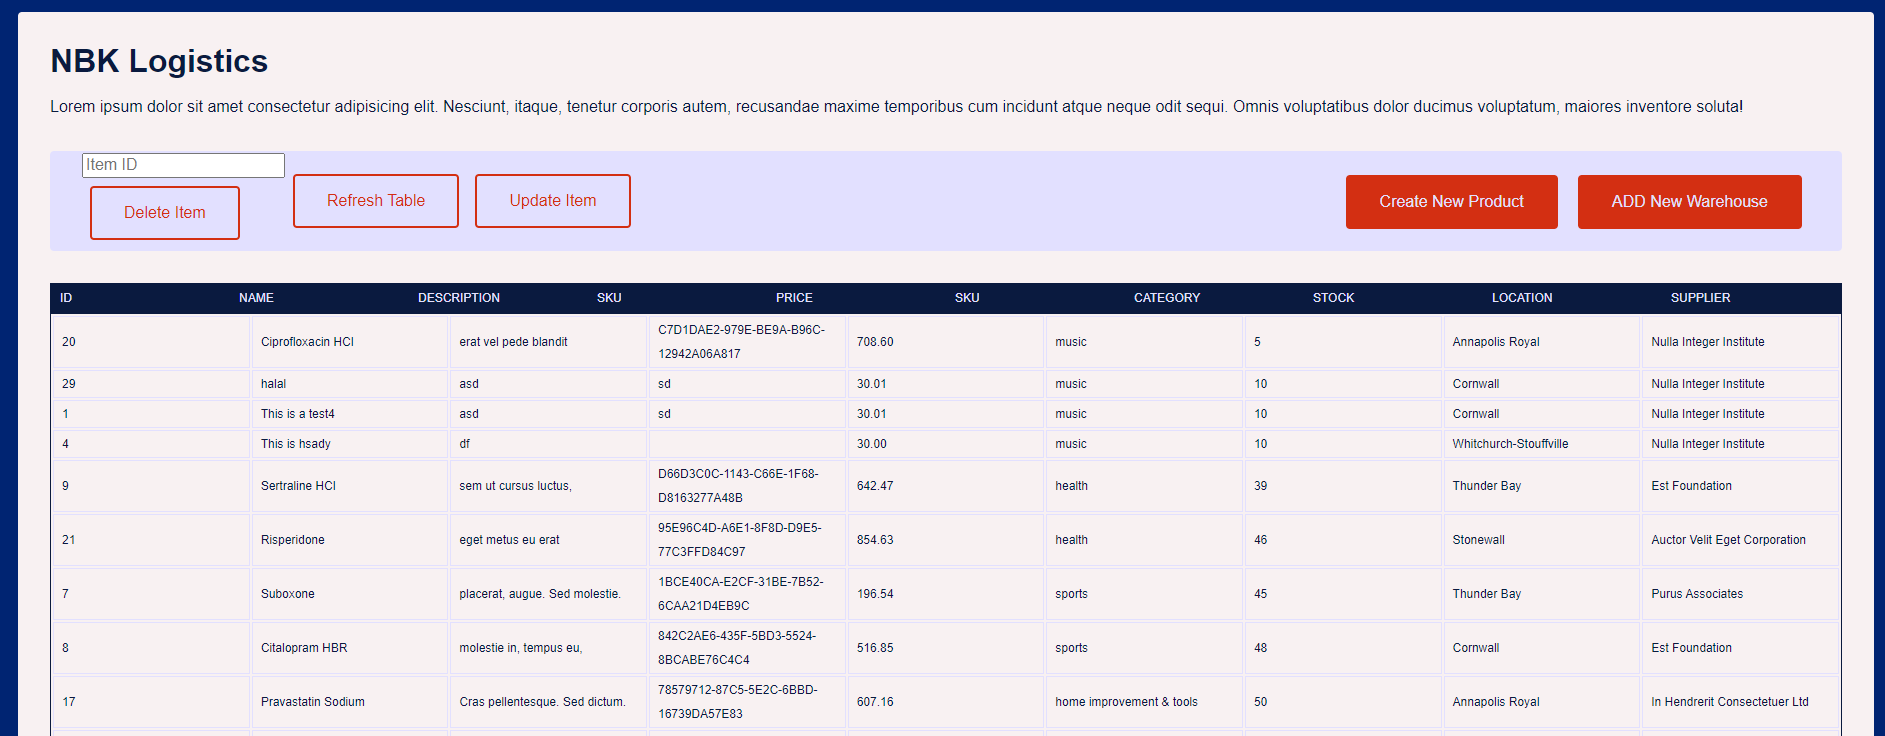 NBK Logistics
Lorem ipsum dolor sit amet consectetur adipisicing elit. Nesciunt, itaque, tenetur corporis autem, recusandae maxime temporibus cum incidunt atque neque odit sequi. Omnis voluptatibus dolor ducimus voluptatum, maiores inventore soluta!
Item ID
Delete Item
Refresh Table
Update Item
Create New Product
ADD New Warehouse
ID NAME DESCRIPTION SKU PRICE SKU CATEGORY STOCK LOCATION SUPPLIER
20 Ciprofloxacin HCl erat vel pede blandit C7D1DAE2-979E-BE9A-B96C- 708.60 music 5 Annapolis Royal Nulla Integer Institute
12942A06A817
29 halal asd sd 30.01 music 10 Cornwall Nulla Integer Institute
1 This is a test4 asd sd 30.01 music 10 Cornwall Nulla Integer Institute
4 This is hsady df 30.00 music 10 Whitchurch-Stouffville Nulla Integer Institute
9 Sertraline HCl sem ut cursus luctus, D66D3C0C-1143-C66E-1F68- 642.47 health 39 Thunder Bay Est Foundation
D8163277A48B
21 Risperidone eget metus eu erat 95E96C4D-A6E1-8F8D-D9E5- 854.63 health 46 Stonewall Auctor Velit Eget Corporation
77C3FFD84C97
7 Suboxone placerat, augue. Sed molestie. 1BCE40CA-E2CF-31BE-7B52- 196.54 sports 45 Thunder Bay Purus Associates
6CAA21D4EB9C
8 Citalopram HBR molestie in, tempus eu, 842C2AE6-435F-5BD3-5524- 516.85 sports 48 Cornwall Est Foundation
8BCABE76C4C4
17 Pravastatin Sodium Cras pellentesque. Sed dictum. 78579712-87C5-5E2C-6BBD- 607.16 home improvement & tools 50 Annapolis Royal In Hendrerit Consectetuer Ltd
16739DA57E83